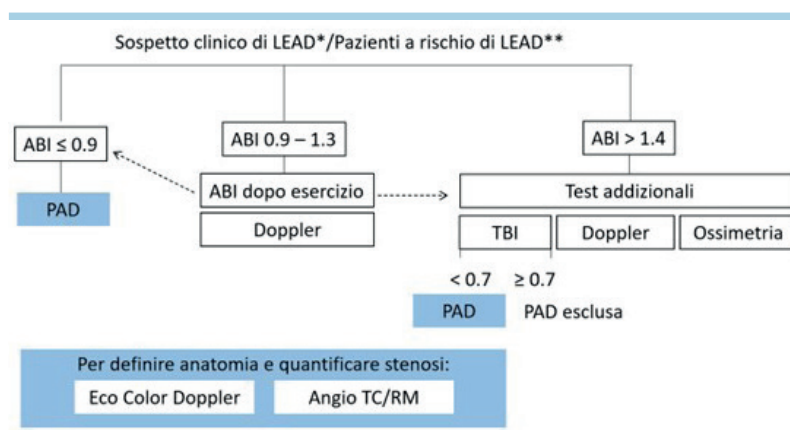 Sospetto clinico di LEAD*/Pazienti a rischio di LEAD**
ABI ≤ 0.9
ABI 0.9 – 1.3
ABI > 1.4
PAD
ABI dopo esercizio
Doppler
Test addizionali
TBI
Doppler
Ossimetria
< 0.7
≥ 0.7
PAD
PAD esclusa
Per definire anatomia e quantificare stenosi:
Eco Color Doppler
Angio TC/RM